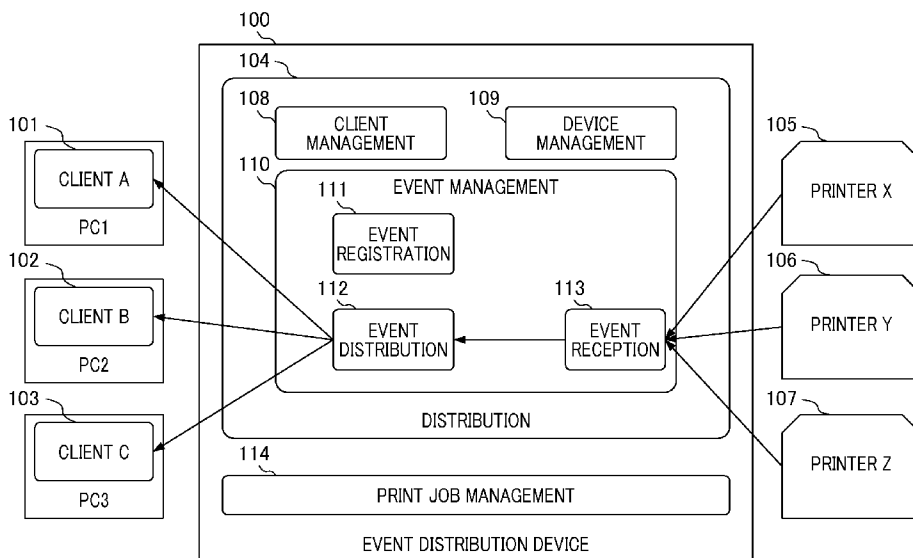 100
104
108
CLIENT
MANAGEMENT
109
DEVICE
MANAGEMENT
101
CLIENT A
PC1
105
PRINTER X
110
EVENT MANAGEMENT
111
EVENT
REGISTRATION
102
CLIENT B
PC2
112
EVENT
DISTRIBUTION
113
EVENT
RECEPTION
106
PRINTER Y
103
CLIENT C
PC3
DISTRIBUTION
107
PRINTER Z
114
PRINT JOB MANAGEMENT
EVENT DISTRIBUTION DEVICE